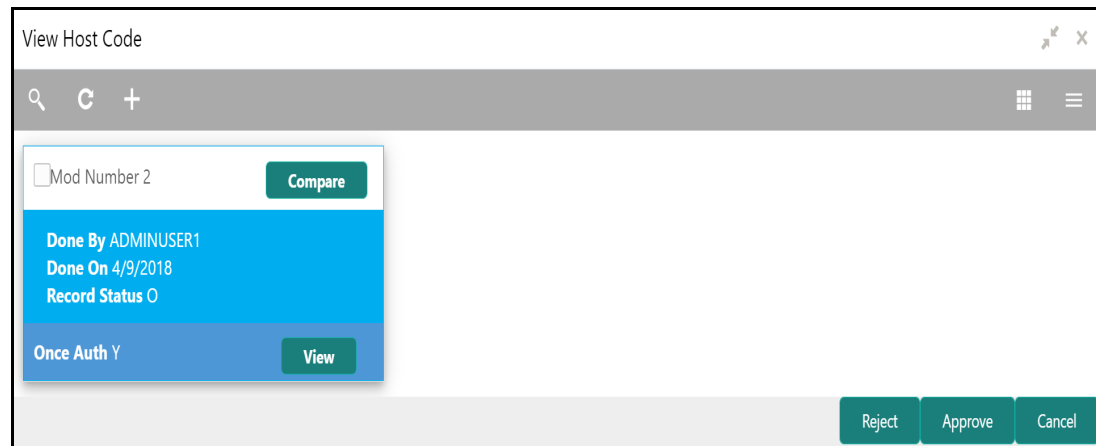 View Host Code
Mod Number 2 Compare
Done By ADMINUSER1
Done On 4/9/2018
Record Status O
Once Auth Y View
Reject Approve Cancel